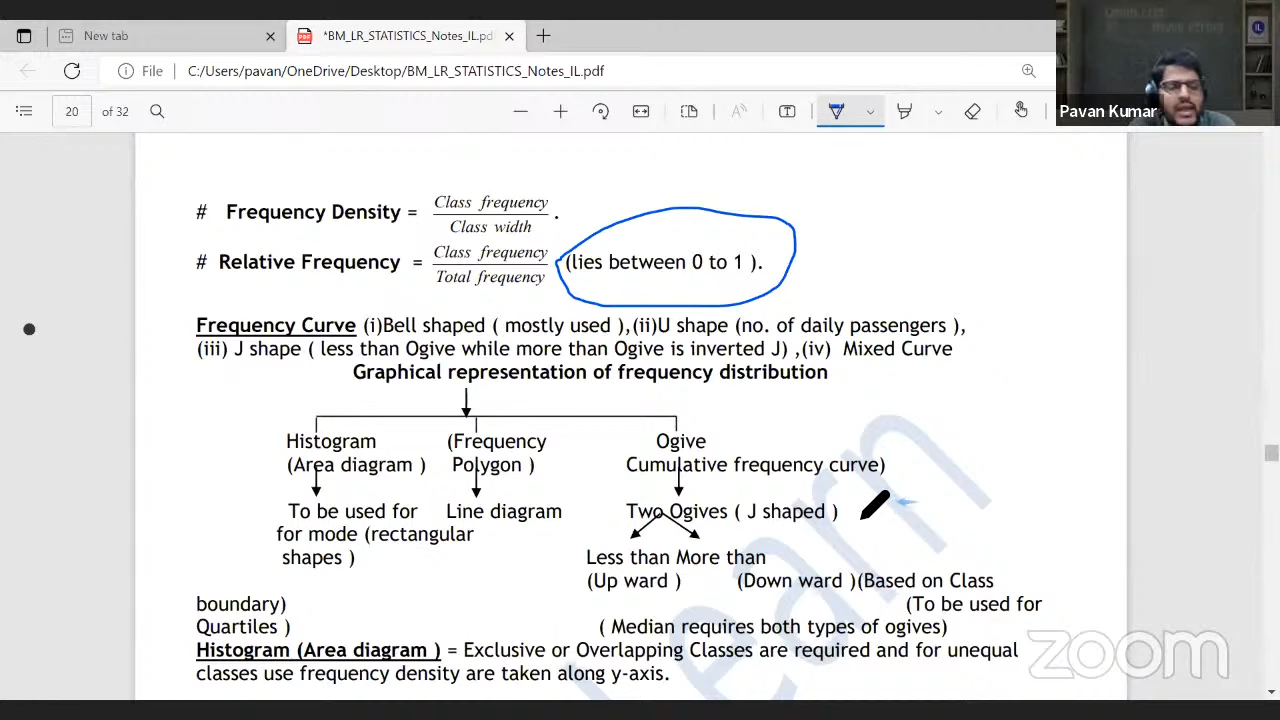 New tab
*BM_LR_STATISTICS_Notes_IL.pd
File C:/Users/pavan/OneDrive/Desktop/BM_LR_STATISTICS_Notes_IL.pdf
20 of 32
Pavan Kumar
# Frequency Density = Class frequency / Class width .
# Relative Frequency = Class frequency / Total frequency (lies between 0 to 1 ).
Frequency Curve (i)Bell shaped ( mostly used ),(ii)U shape (no. of daily passengers ),
(iii) J shape ( less than Ogive while more than Ogive is inverted J) ,(iv) Mixed Curve
Graphical representation of frequency distribution
Histogram (Frequency Ogive
(Area diagram ) Polygon ) Cumulative frequency curve)
To be used for Line diagram Two Ogives ( J shaped )
for mode (rectangular
shapes )
Less than More than
(Up ward ) (Down ward )(Based on Class
boundary) (To be used for
Quartiles ) ( Median requires both types of ogives)
Histogram (Area diagram ) = Exclusive or Overlapping Classes are required and for unequal
classes use frequency density are taken along y-axis.
Learn
zoom